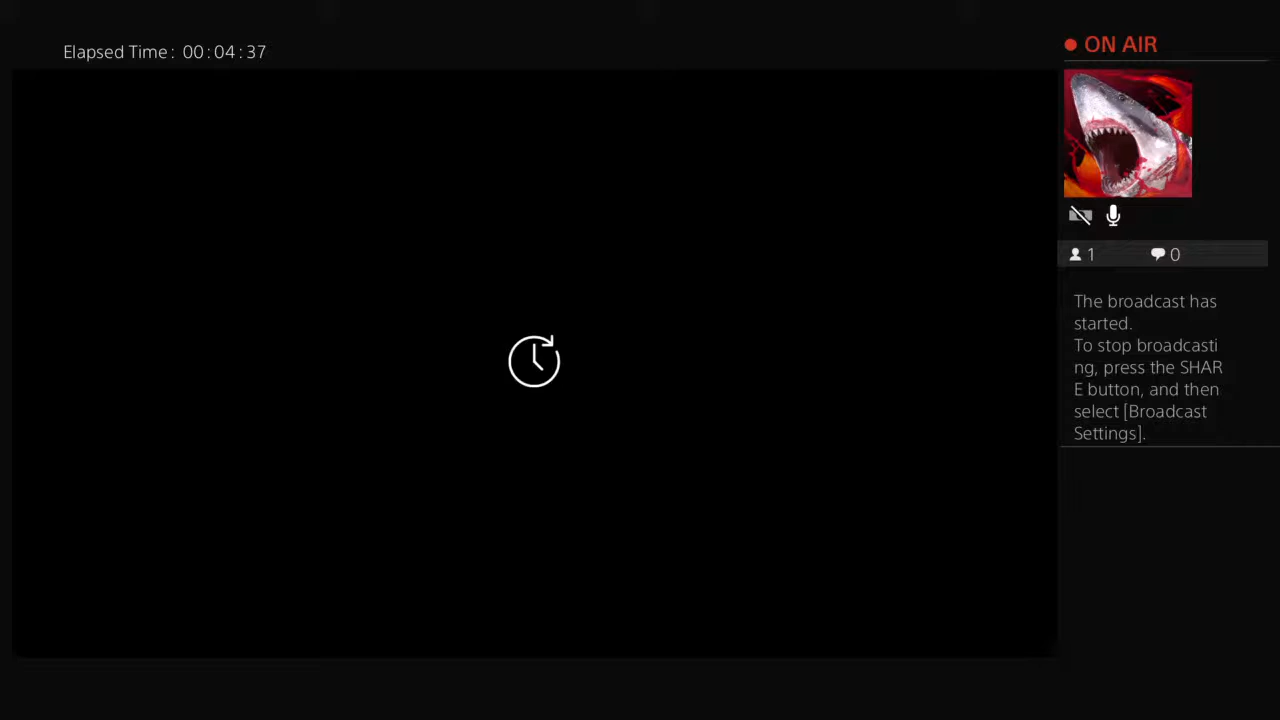 Elapsed Time: 00:04:37
ON AIR
1
0
The broadcast has
started.
To stop broadcasti
ng, press the SHAR
E button, and then
select [Broadcast
Settings].